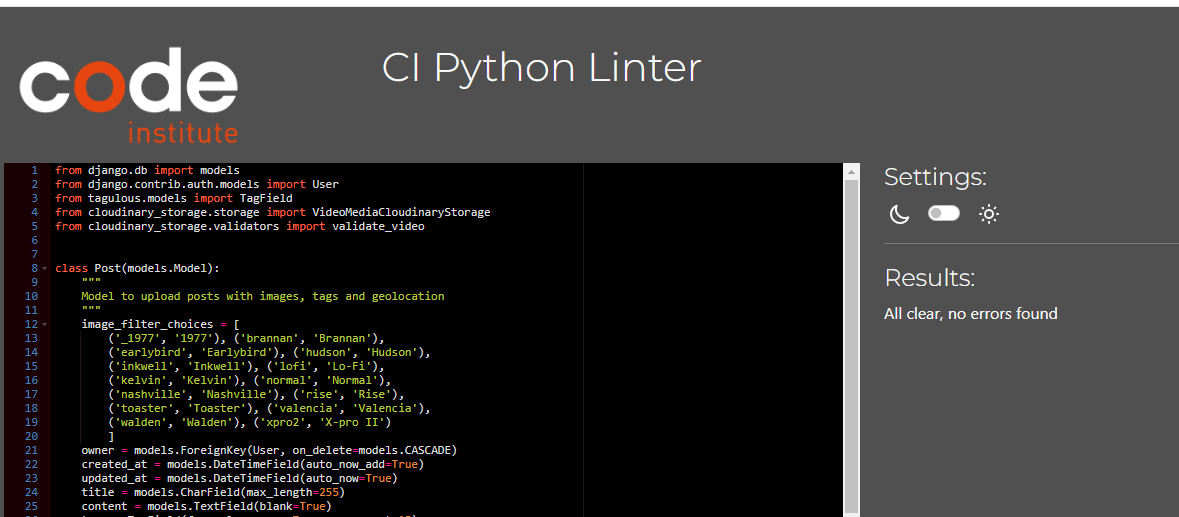 code
institute
CI Python Linter
1 from django.db import models
2 from django.contrib.auth.models import User
3 from tagulous.models import TagField
4 from cloudinary_storage.storage import VideoMediaCloudinaryStorage
5 from cloudinary_storage.validators import validate_video
6
7
8 class Post(models.Model):
9     """
10     Model to upload posts with images, tags and geolocation
11     """
12     image_filter_choices = [
13         ('_1977', '1977'), ('brannan', 'Brannan'),
14         ('earlybird', 'Earlybird'), ('hudson', 'Hudson'),
15         ('inkwell', 'Inkwell'), ('lofi', 'Lo-Fi'),
16         ('kelvin', 'Kelvin'), ('normal', 'Normal'),
17         ('nashville', 'Nashville'), ('rise', 'Rise'),
18         ('toaster', 'Toaster'), ('valencia', 'Valencia'),
19         ('walden', 'Walden'), ('xpro2', 'X-pro II')
20         ]
21     owner = models.ForeignKey(User, on_delete=models.CASCADE)
22     created_at = models.DateTimeField(auto_now_add=True)
23     updated_at = models.DateTimeField(auto_now=True)
24     title = models.CharField(max_length=255)
25     content = models.TextField(blank=True)
Settings:
Results:
All clear, no errors found